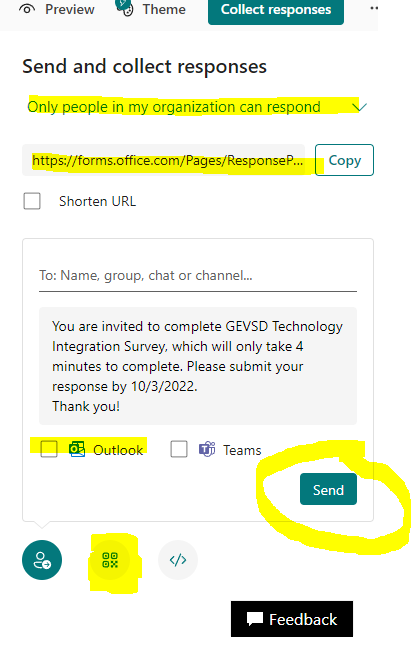 Preview
Theme
Collect responses
Send and collect responses
Only people in my organization can respond
https://forms.office.com/Pages/ResponseP...
Copy
Shorten URL
To: Name, group, chat or channel...
You are invited to complete GEVSD Technology
Integration Survey, which will only take 4
minutes to complete. Please submit your
response by 10/3/2022.
Thank you!
Outlook
Teams
Send
Feedback